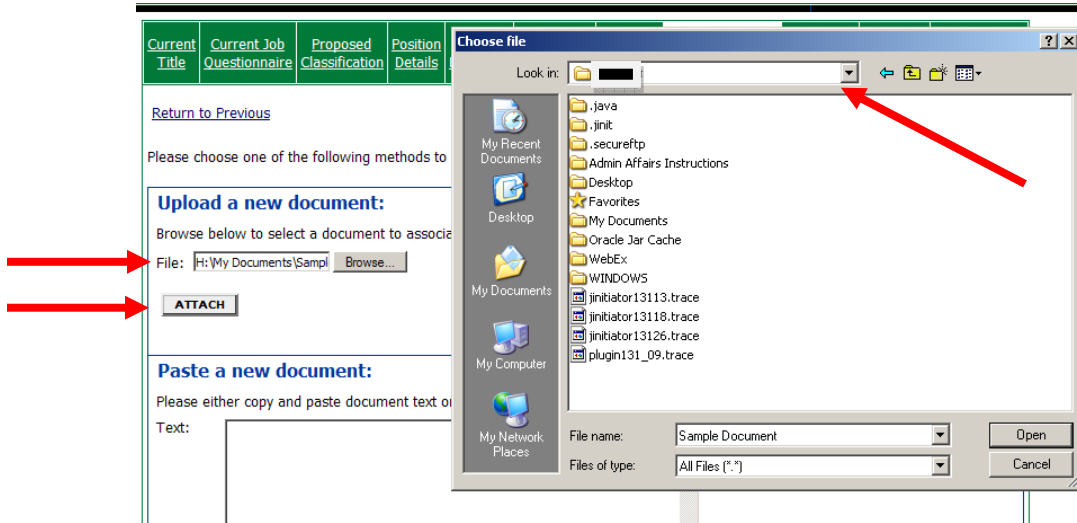 Current Title
Current Job Questionnaire
Proposed Classification
Position Details
Return to Previous
Please choose one of the following methods to
Upload a new document:
Browse below to select a document to associa
File: H:\My Documents\Sampl Browse...
ATTACH
Paste a new document:
Please either copy and paste document text o
Text:
Choose file
Look in:
My Recent
Documents
Desktop
My Documents
My Computer
My Network
Places
.java
.jinit
.secureftp
Admin Affairs Instructions
Desktop
Favorites
My Documents
Oracle Jar Cache
WebEx
WINDOWS
jinitiator13113.trace
jinitiator13118.trace
jinitiator13126.trace
plugin131_09.trace
File name: Sample Document Open
Files of type: All Files (*.*) Cancel